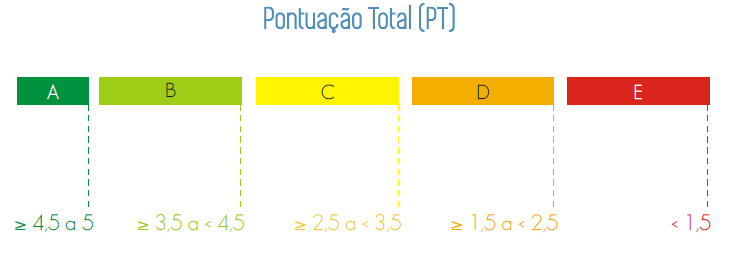 Pontuação Total (PT)
A B C D E
≥ 4,5 a 5 ≥ 3,5 a < 4,5 ≥ 2,5 a < 3,5 ≥ 1,5 a < 2,5 < 1,5